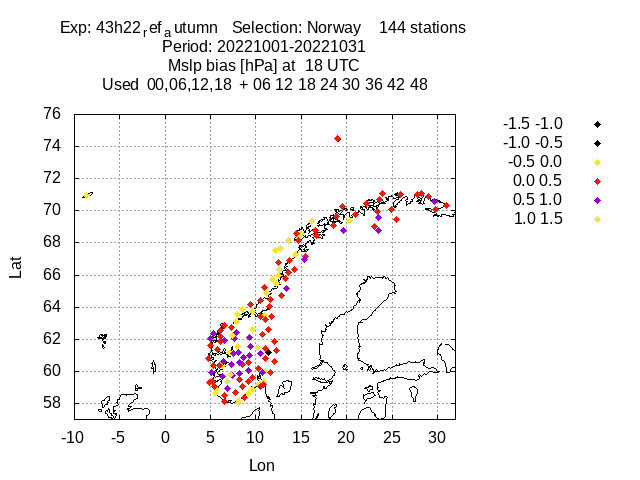 Exp: 43h22refautumn Selection: Norway 144 stations
Period: 20221001-20221031
Mslp bias [hPa] at 18 UTC
Used 00,06,12,18 + 06 12 18 24 30 36 42 48
76
74
72
70
68
66
64
62
60
58
Lat
-10 -5 0 5 10 15 20 25 30
Lon
-1.5 -1.0
-1.0 -0.5
-0.5 0.0
0.0 0.5
0.5 1.0
1.0 1.5